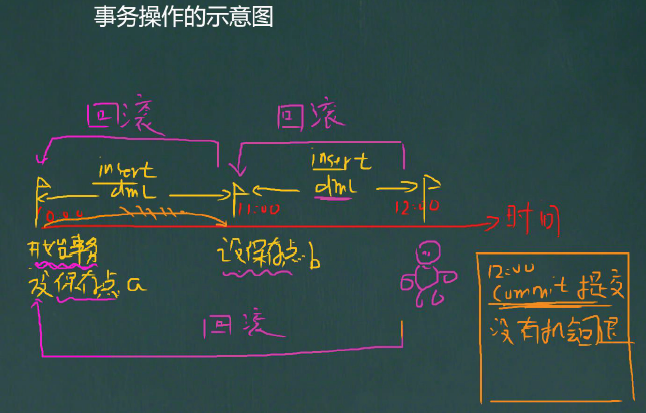 事务操作的示意图
回滚 回滚
insert insert
dml dml
11:00 12:00 时间
开始事务 设保存点 b
设保存点 a
回滚
12:00
Commit 提交
没有机会回退